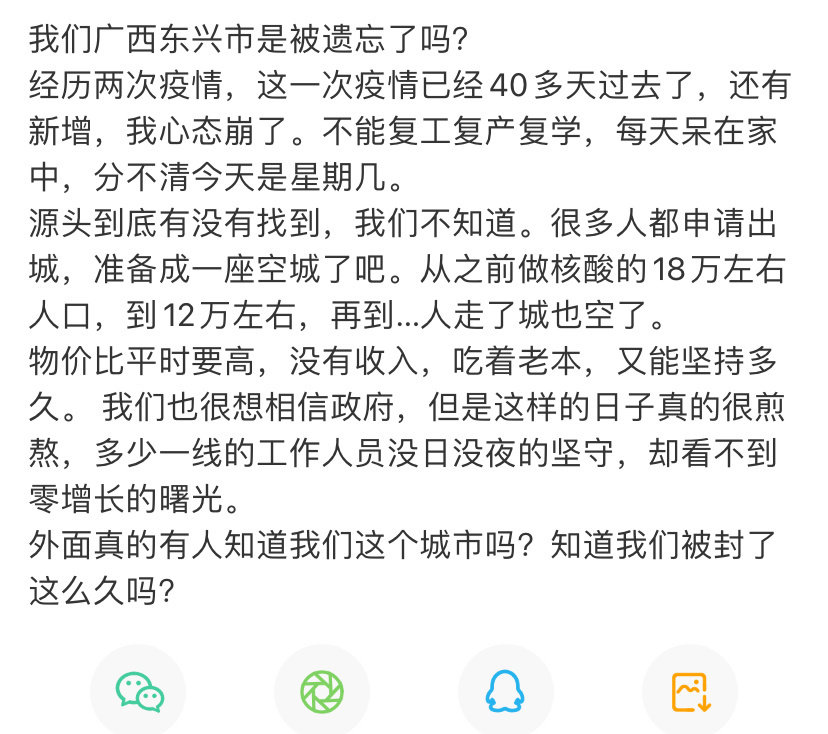 我们广西东兴市是被遗忘了吗？
经历两次疫情，这一次疫情已经40多天过去了，还有
新增，我心态崩了。不能复工复产复学，每天呆在家
中，分不清今天是星期几。
源头到底有没有找到，我们不知道。很多人都申请出
城，准备成一座空城了吧。从之前做核酸的18万左右
人口，到12万左右，再到...人走了城也空了。
物价比平时要高，没有收入，吃着老本，又能坚持多
久。 我们也很想相信政府，但是这样的日子真的很煎
熬，多少一线的工作人员没日没夜的坚守，却看不到
零增长的曙光。
外面真的有人知道我们这个城市吗？知道我们被封了
这么久吗？